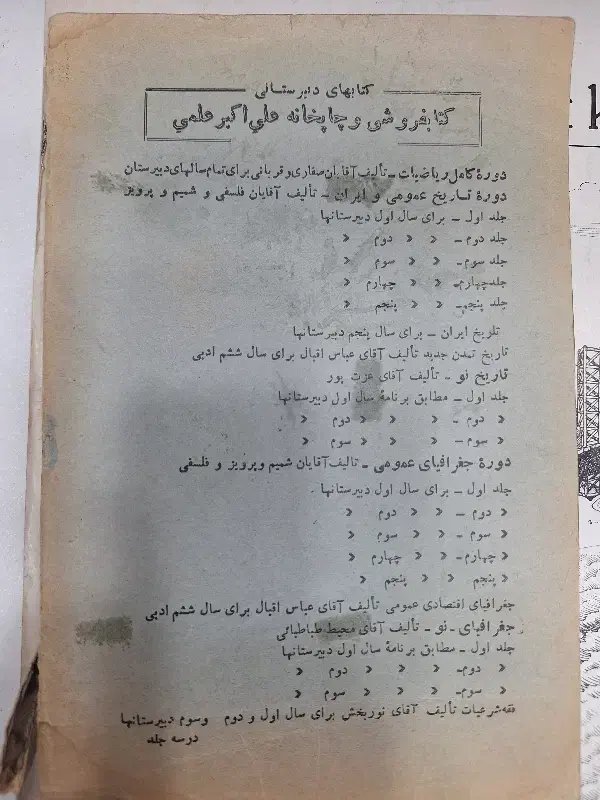 کتابهای دبیرستانی
کتابفروشی و چاپخانه علی اکبر علمی
دورهٔ کامل ریاضیات - تألیف آقایان صفاری و قربانی برای تمام سالهای دبیرستان
دورهٔ تاریخ عمومی و ایران - تألیف آقایان فلسفی و شمیم و پرویز
جلد اول - برای سال اول دبیرستانها
جلد دوم - » » دوم »
جلد سوم - » » سوم »
جلد چهارم - » » چهارم »
جلد پنجم - » » پنجم »
تاریخ ایران - برای سال پنجم دبیرستانها
تاریخ تمدن جدید تألیف آقای عباس اقبال برای سال ششم ادبی
تاریخ نو - تألیف آقای عزت پور
جلد اول - مطابق برنامهٔ سال اول دبیرستانها
» دوم - » » » دوم »
» سوم - » » » سوم »
دورهٔ جغرافیای عمومی - تالیف آقایان شمیم و پرویز و فلسفی
جلد اول - برای سال اول دبیرستانها
» دوم - » » دوم »
» سوم - » » سوم »
» چهارم - » » چهارم »
» پنجم » » پنجم »
جغرافیای اقتصادی عمومی تألیف آقای عباس اقبال برای سال ششم ادبی
جغرافیای - نو - تألیف آقای محیط طباطبائی
جلد اول - مطابق برنامهٔ سال اول دبیرستانها
» دوم - » » » دوم »
» سوم - » » » سوم »
فقه شرعیات تألیف آقای نوربخش برای سال اول و دوم و سوم دبیرستانها
درسه جلد